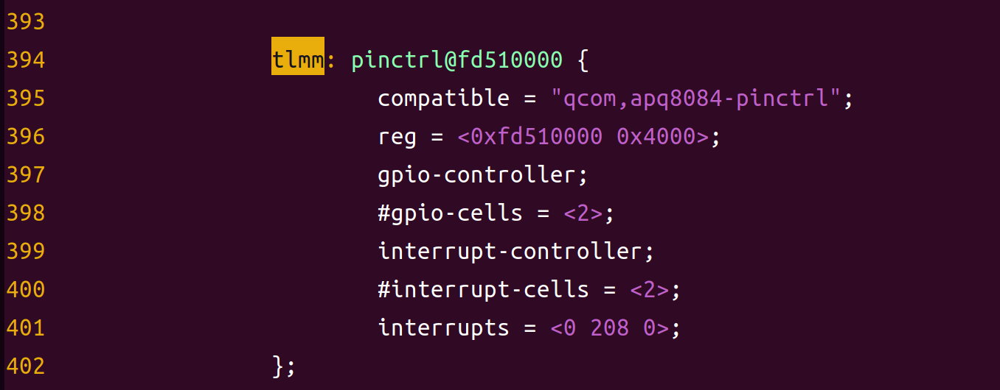 393
394 tlmm: pinctrl@fd510000 {
395 compatible = "qcom,apq8084-pinctrl";
396 reg = <0xfd510000 0x4000>;
397 gpio-controller;
398 #gpio-cells = <2>;
399 interrupt-controller;
400 #interrupt-cells = <2>;
401 interrupts = <0 208 0>;
402 };